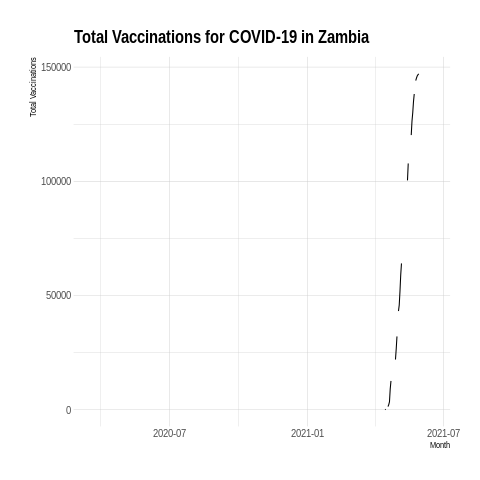 Total Vaccinations for COVID-19 in Zambia
Total Vaccinations
150000
100000
50000
0
2020-07
2021-01
2021-07
Month